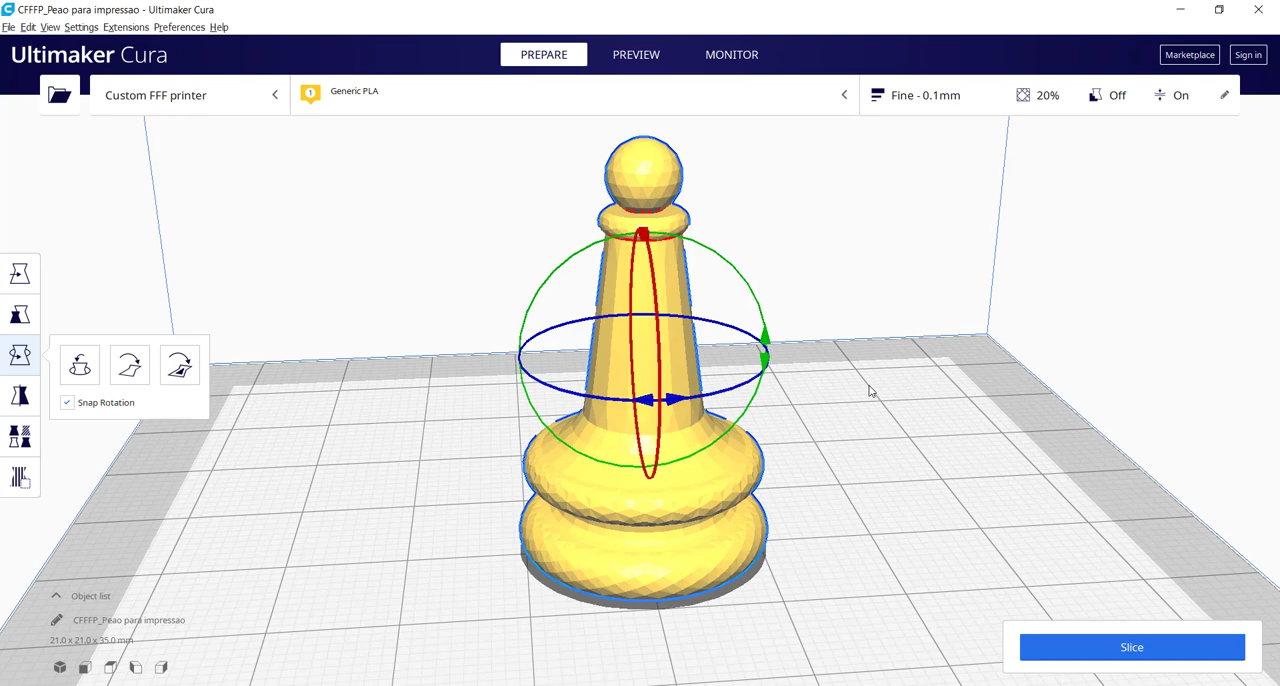 CFFFP_Peao para impressao - Ultimaker Cura
File Edit View Settings Extensions Preferences Help
Ultimaker Cura
PREPARE
PREVIEW
MONITOR
Marketplace
Sign in
Custom FFF printer
1
Generic PLA
Fine - 0.1mm
20%
Off
On
Snap Rotation
Object list
CFFFP_Peao para impressao
21.0 x 21.0 x 35.0 mm
Slice